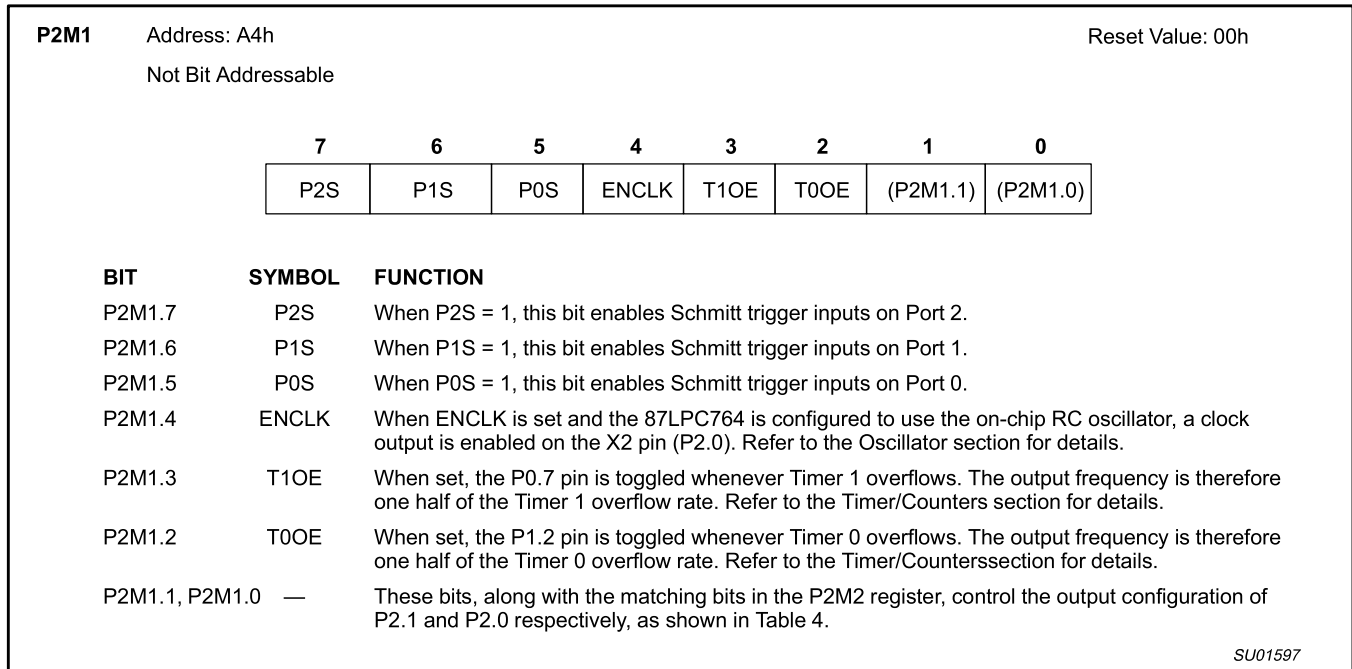 P2M1 Address: A4h Reset Value: 00h
Not Bit Addressable
7 6 5 4 3 2 1 0
P2S P1S P0S ENCLK T1OE T0OE (P2M1.1) (P2M1.0)
BIT SYMBOL FUNCTION
P2M1.7 P2S When P2S = 1, this bit enables Schmitt trigger inputs on Port 2.
P2M1.6 P1S When P1S = 1, this bit enables Schmitt trigger inputs on Port 1.
P2M1.5 P0S When P0S = 1, this bit enables Schmitt trigger inputs on Port 0.
P2M1.4 ENCLK When ENCLK is set and the 87LPC764 is configured to use the on-chip RC oscillator, a clock
output is enabled on the X2 pin (P2.0). Refer to the Oscillator section for details.
P2M1.3 T1OE When set, the P0.7 pin is toggled whenever Timer 1 overflows. The output frequency is therefore
one half of the Timer 1 overflow rate. Refer to the Timer/Counters section for details.
P2M1.2 T0OE When set, the P1.2 pin is toggled whenever Timer 0 overflows. The output frequency is therefore
one half of the Timer 0 overflow rate. Refer to the Timer/Counterssection for details.
P2M1.1, P2M1.0 — These bits, along with the matching bits in the P2M2 register, control the output configuration of
P2.1 and P2.0 respectively, as shown in Table 4.
SU01597